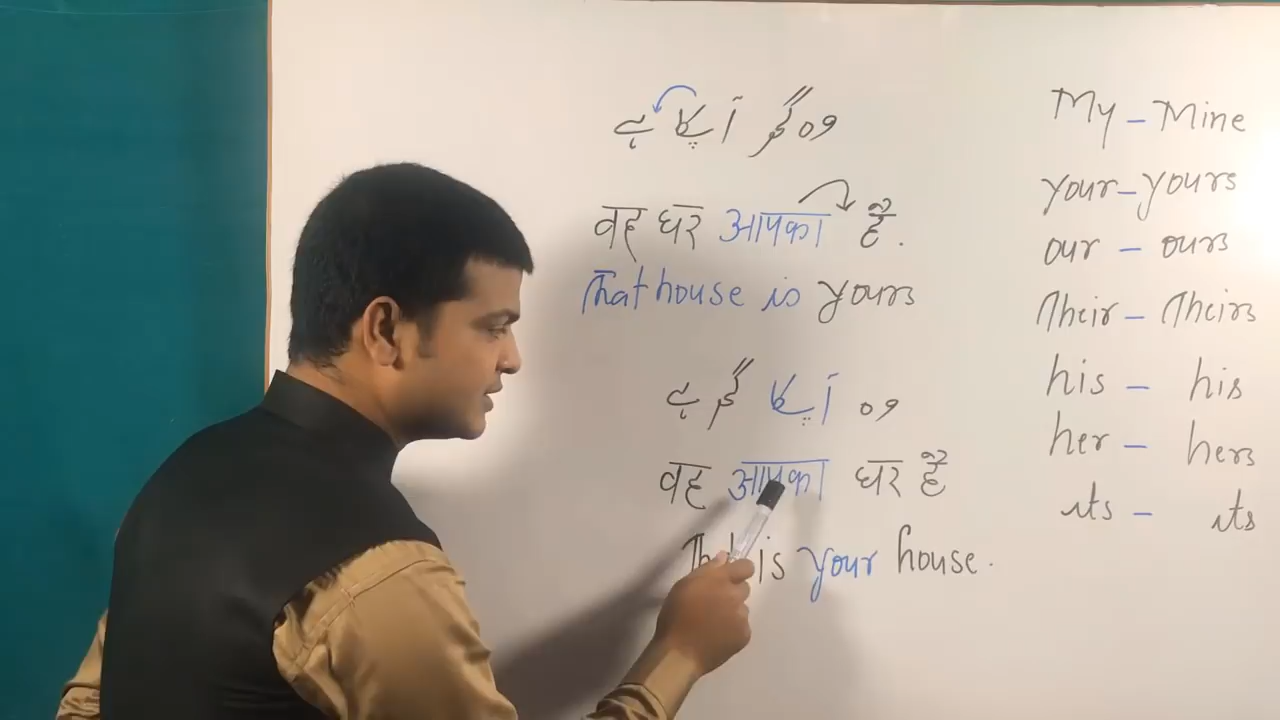 وہ گھر آپکا ہے
वह घर आपका है.
That house is yours
وہ آپکا گھر ہے
वह आपका घर है
is your house.
My - Mine
your - yours
our - ours
Their - Theirs
his - his
her - hers
its - its